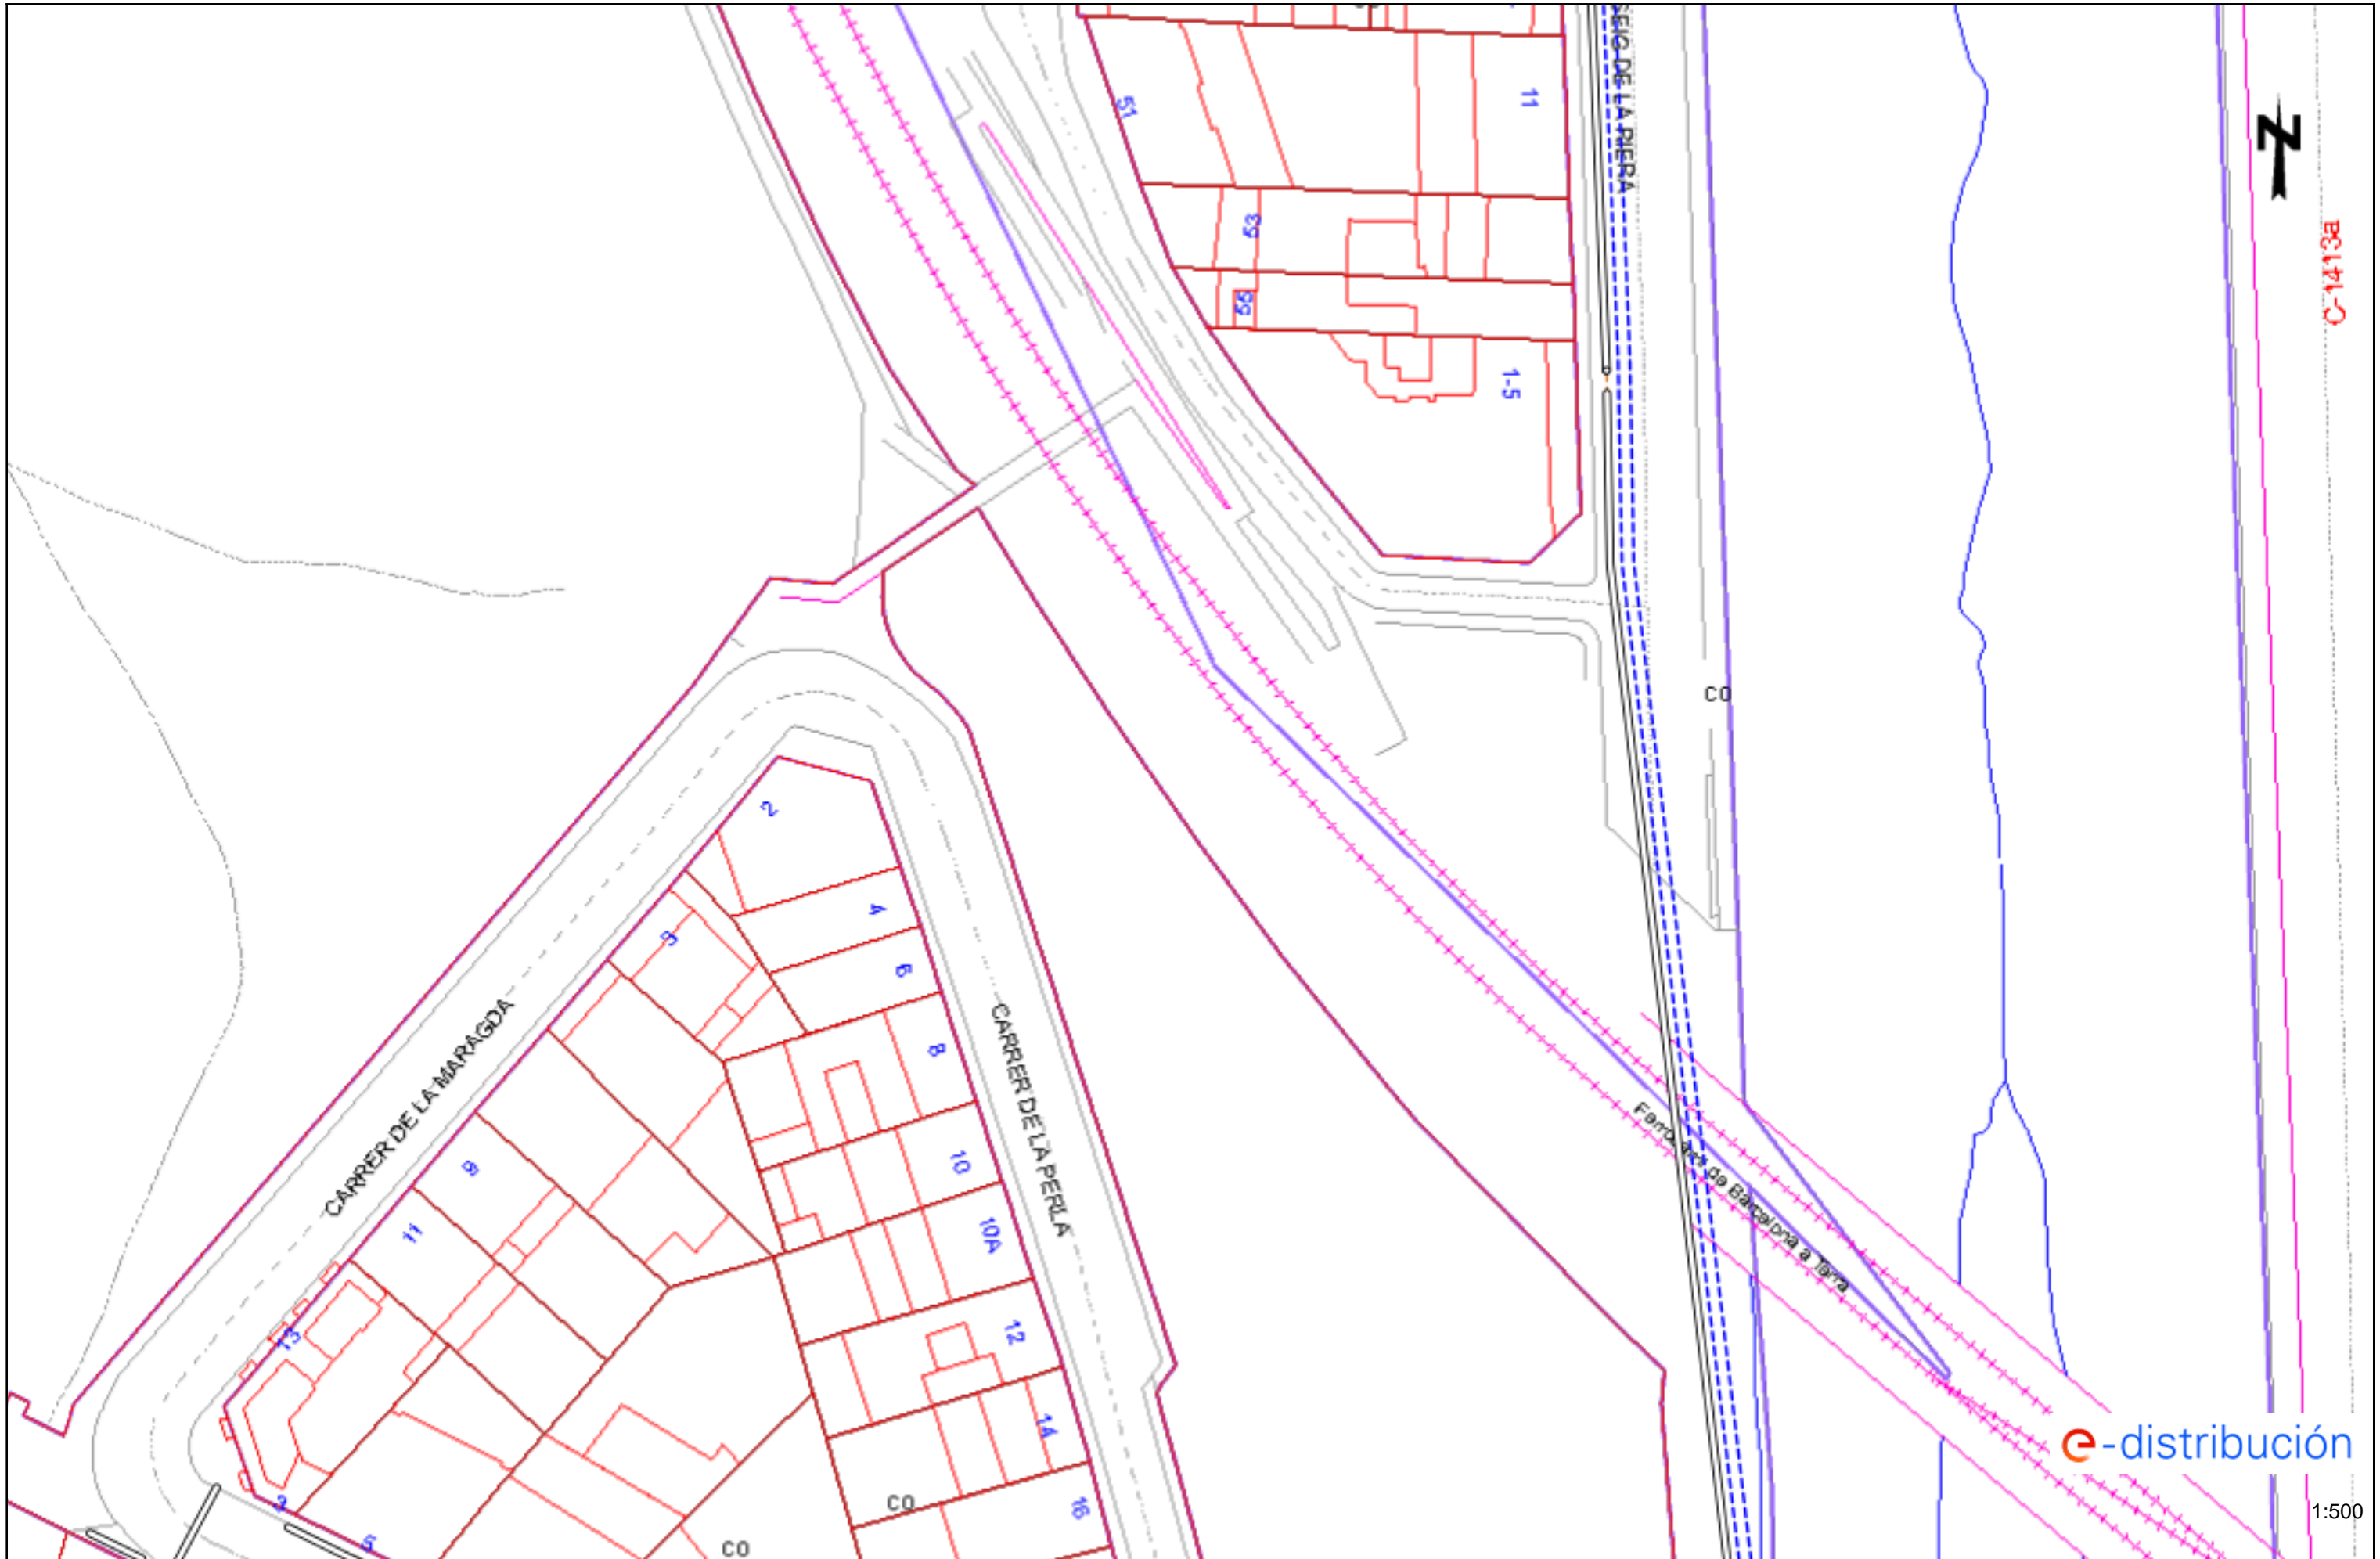 SEIG DE LA RIERA
51
11
C-1413a
53
55
1-5
CO
2
4
3
6
CARRER DE LA MARAGDA
CARRER DE LA PERLA
8
9
10
11
10A
Ferrocarril de Barcelona a Tarra
13
12
14
3
5
16
CO
CO
e-distribución
1:500
N